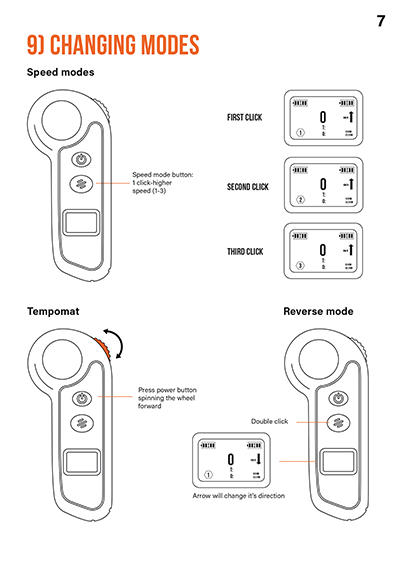 7
9) CHANGING MODES
Speed modes
FIRST CLICK
0
1
Speed mode button:
1 click-higher
speed (1-3)
SECOND CLICK
0
2
THIRD CLICK
0
3
Tempomat
Reverse mode
Press power button
spinning the wheel
forward
Double click
0
1
Arrow will change it's direction